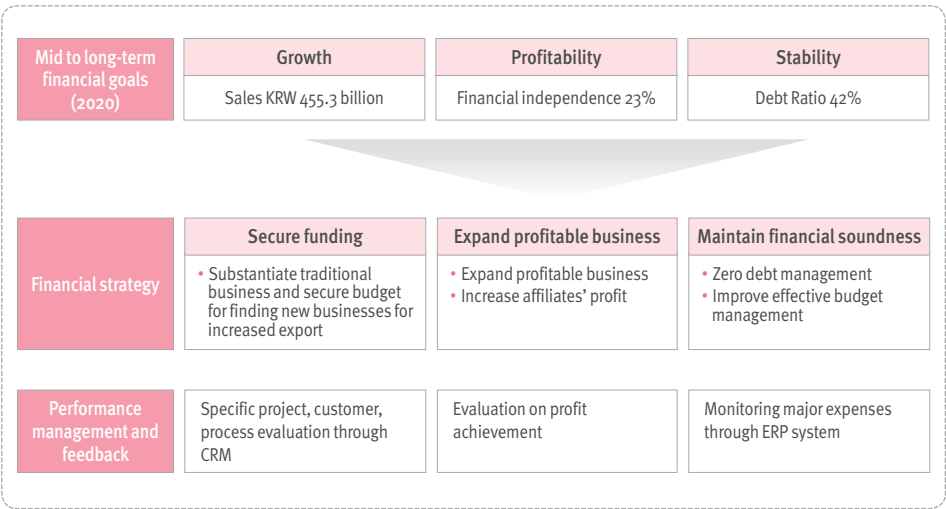 Mid to long-term
financial goals
(2020)
Growth
Sales KRW 455.3 billion
Profitability
Financial independence 23%
Stability
Debt Ratio 42%
Financial strategy
Secure funding
• Substantiate traditional
business and secure budget
for finding new businesses for
increased export
Expand profitable business
• Expand profitable business
• Increase affiliates’ profit
Maintain financial soundness
• Zero debt management
• Improve effective budget
management
Performance
management and
feedback
Specific project, customer,
process evaluation through
CRM
Evaluation on profit
achievement
Monitoring major expenses
through ERP system